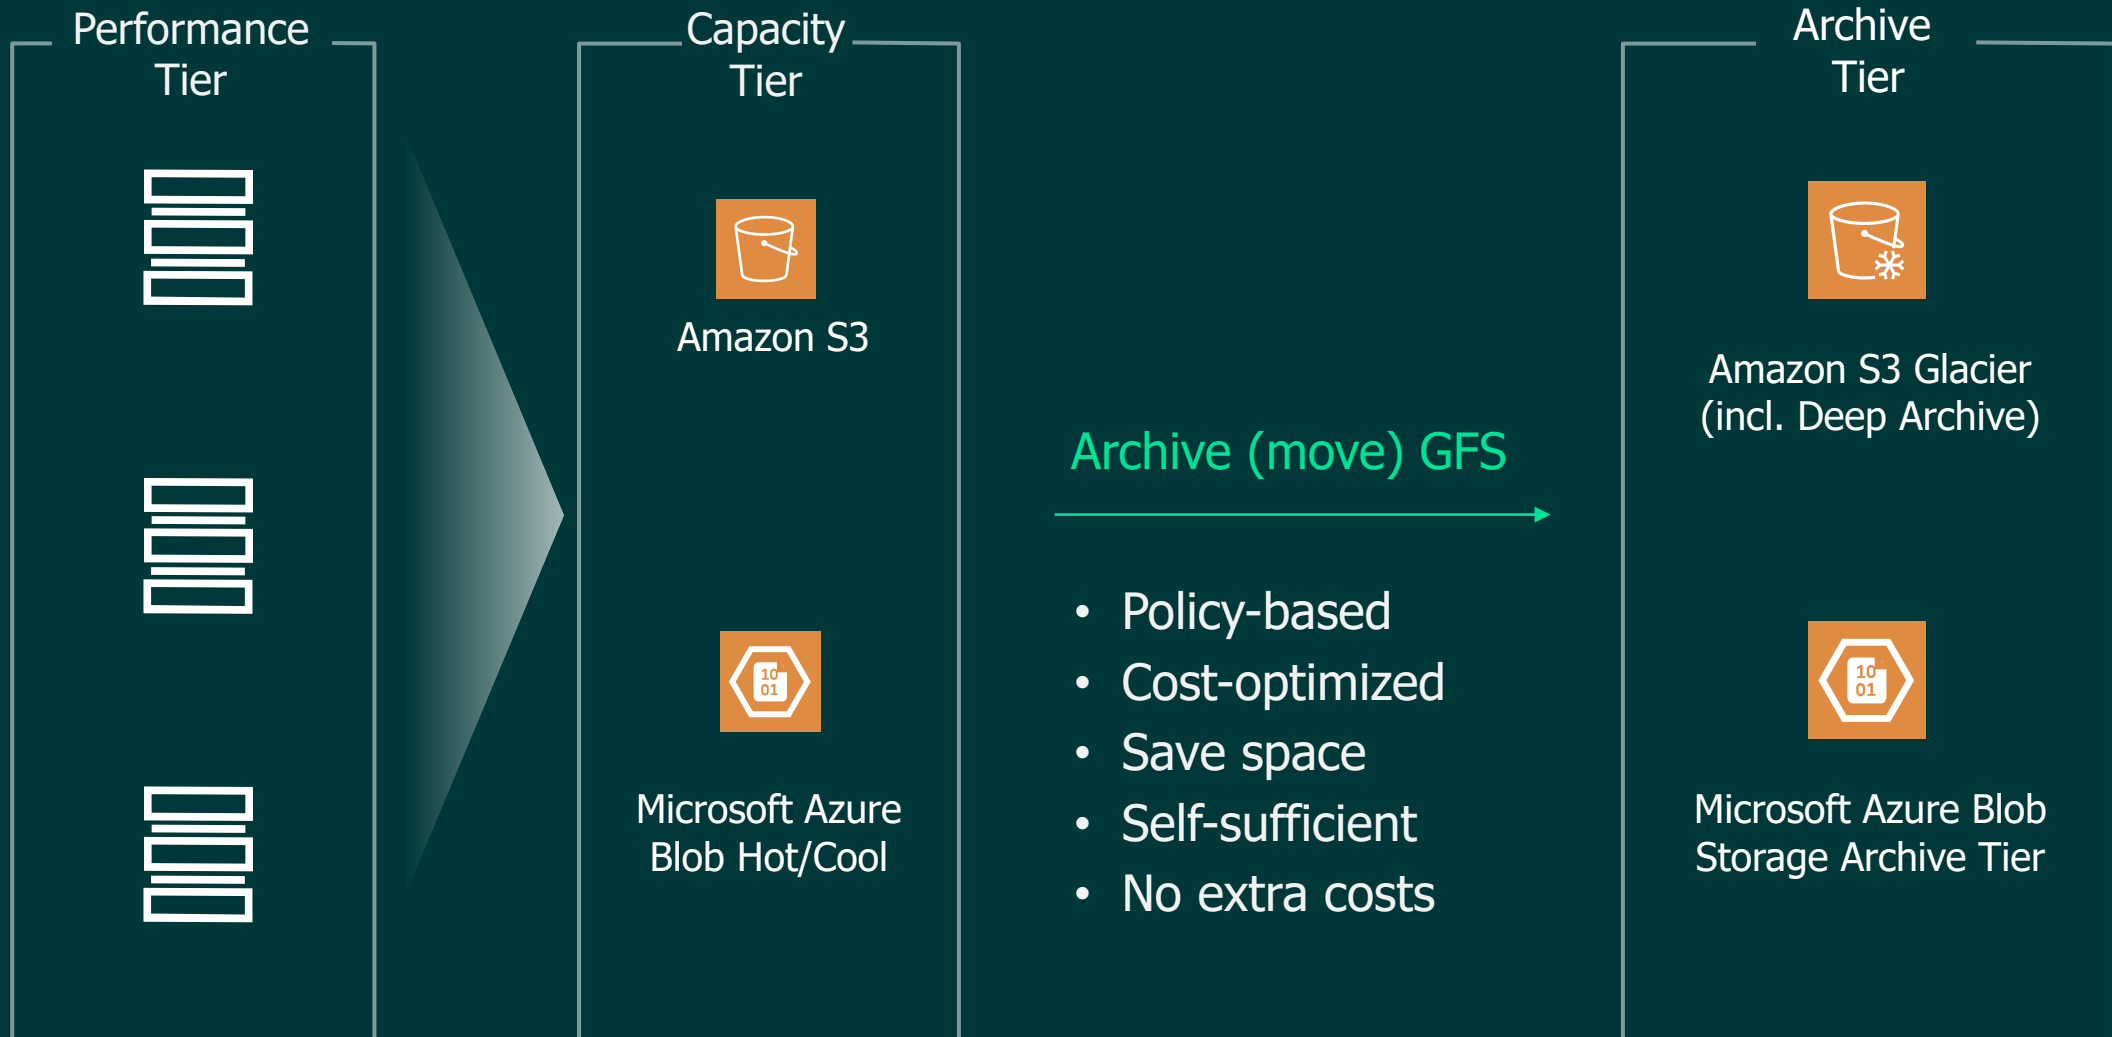 Performance
Tier
Capacity
Tier
Archive
Tier
Amazon S3
10
01
Microsoft Azure
Blob Hot/Cool
Archive (move) GFS
• Policy-based
• Cost-optimized
• Save space
• Self-sufficient
• No extra costs
Amazon S3 Glacier
(incl. Deep Archive)
10
01
Microsoft Azure Blob
Storage Archive Tier